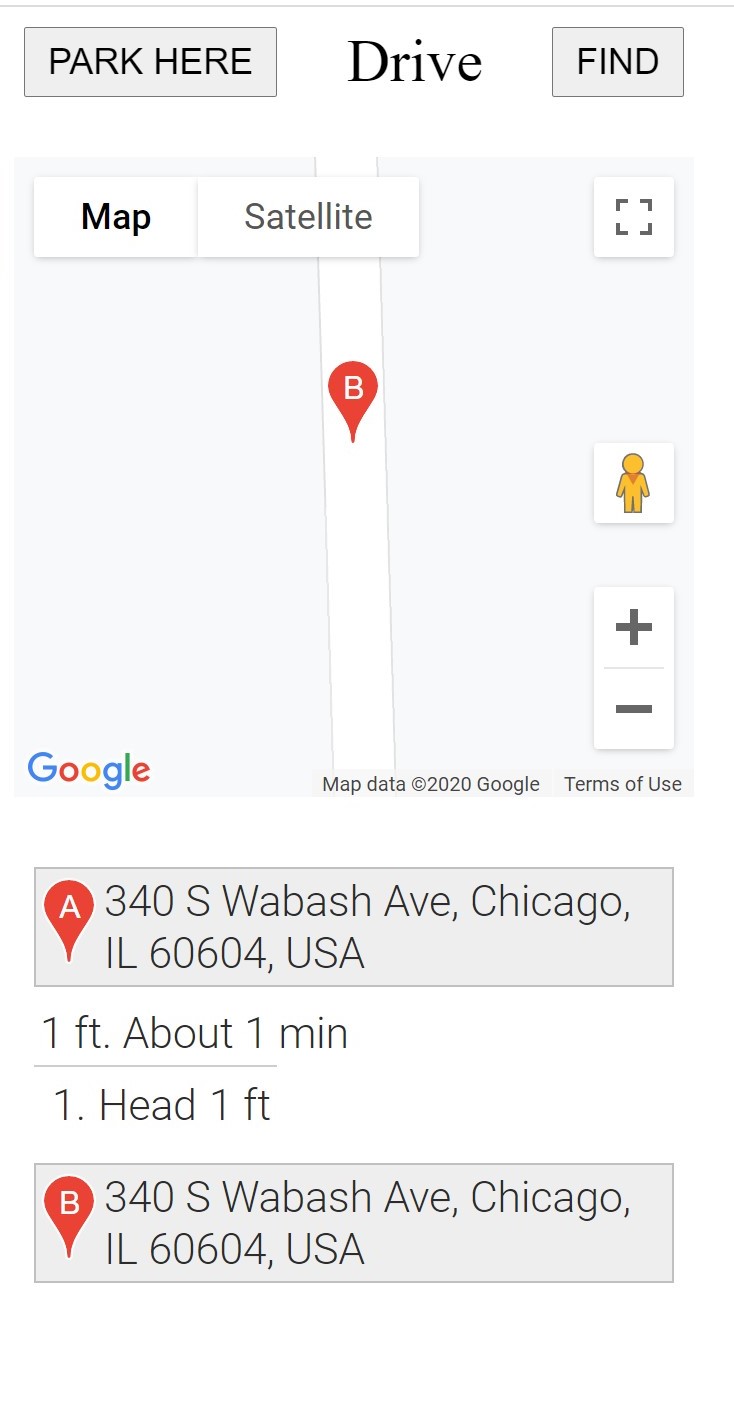 PARK HERE Drive FIND
Map Satellite
B
Google
Map data ©2020 Google Terms of Use
A 340 S Wabash Ave, Chicago,
IL 60604, USA
1 ft. About 1 min
1. Head 1 ft
B 340 S Wabash Ave, Chicago,
IL 60604, USA